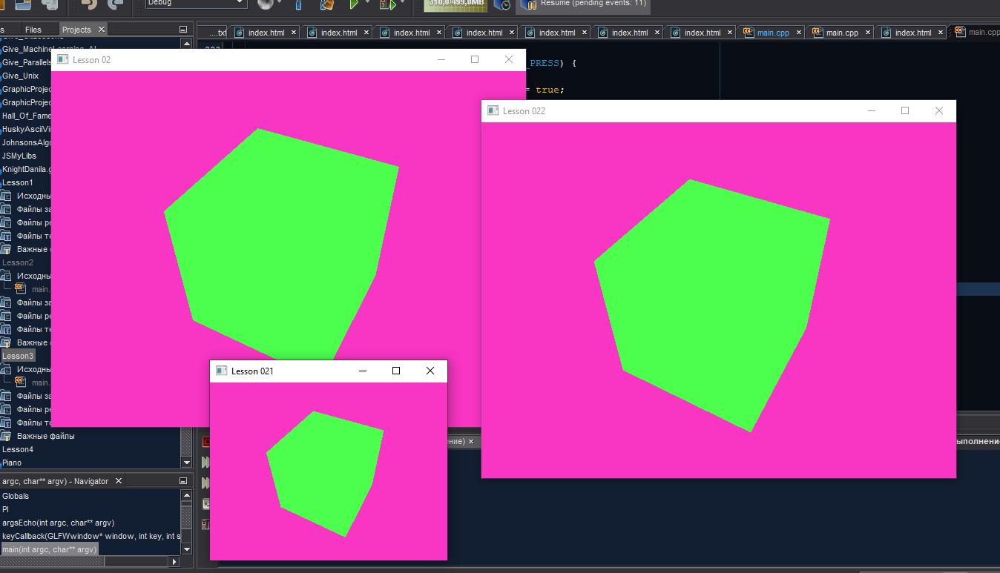 Debug
310,0/499,0MB
Resume (pending events: 11)
Files
Projects
....txt
index.html
index.html
index.html
index.html
index.html
index.html
index.html
main.cpp
main.cpp
index.html
main.cpp
Give_MachineLearning_AI
Give_Parallels
Give_Unix
GraphicProjec
GraphicProjec
Hall_Of_Fame
HuskyAsciiVis
JohnsonsAlgo
JSMyLibs
KnightDanila.g
Lesson1
Исходны
Файлы за
Файлы ре
Файлы те
Важные
Lesson2
Исходны
main.
Файлы за
Файлы ре
Файлы те
Важные
Lesson3
Исходны
main.
Файлы за
Файлы ре
Файлы те
Важные файлы
Lesson4
Piano
argc, char** argv) - Navigator
Globals
PI
argsEcho(int argc, char** argv)
keyCallback(GLFWwindow* window, int key, int s
main(int argc, char** argv)
Lesson 02
_PRESS) {
= true;
Lesson 022
Lesson 021
ние)
ыполнение